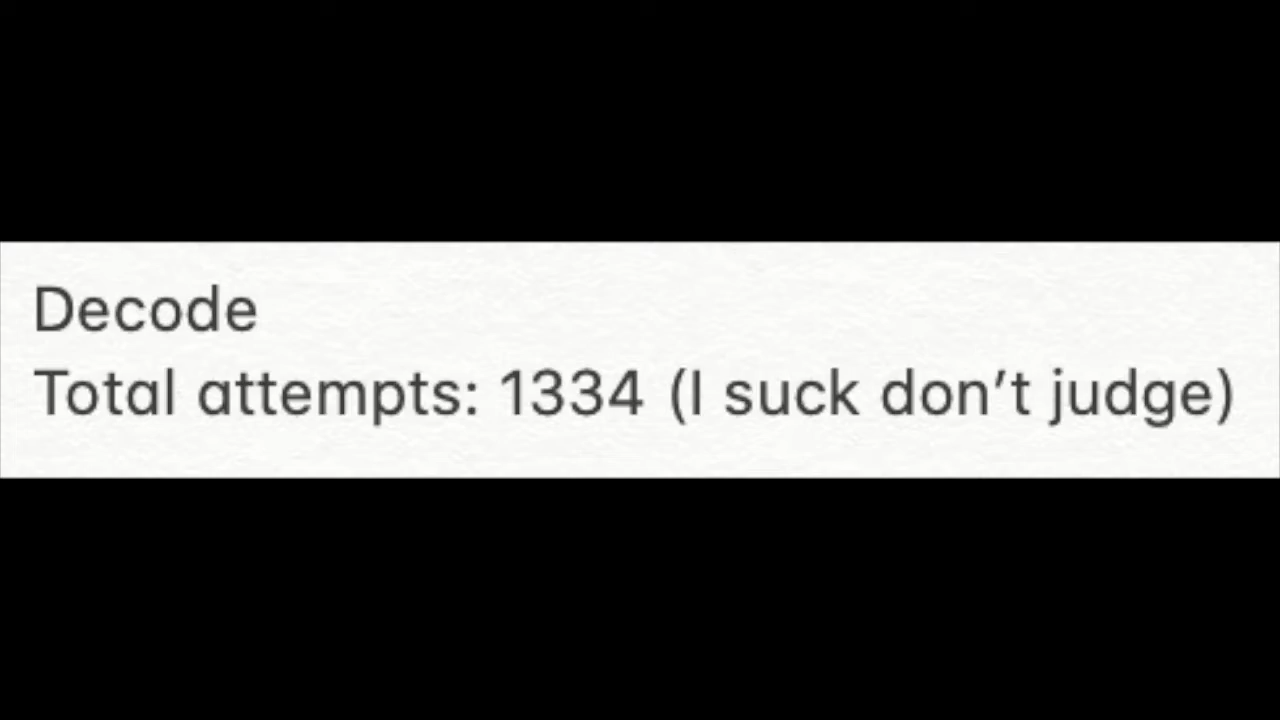 Decode
Total attempts: 1334 (I suck don’t judge)